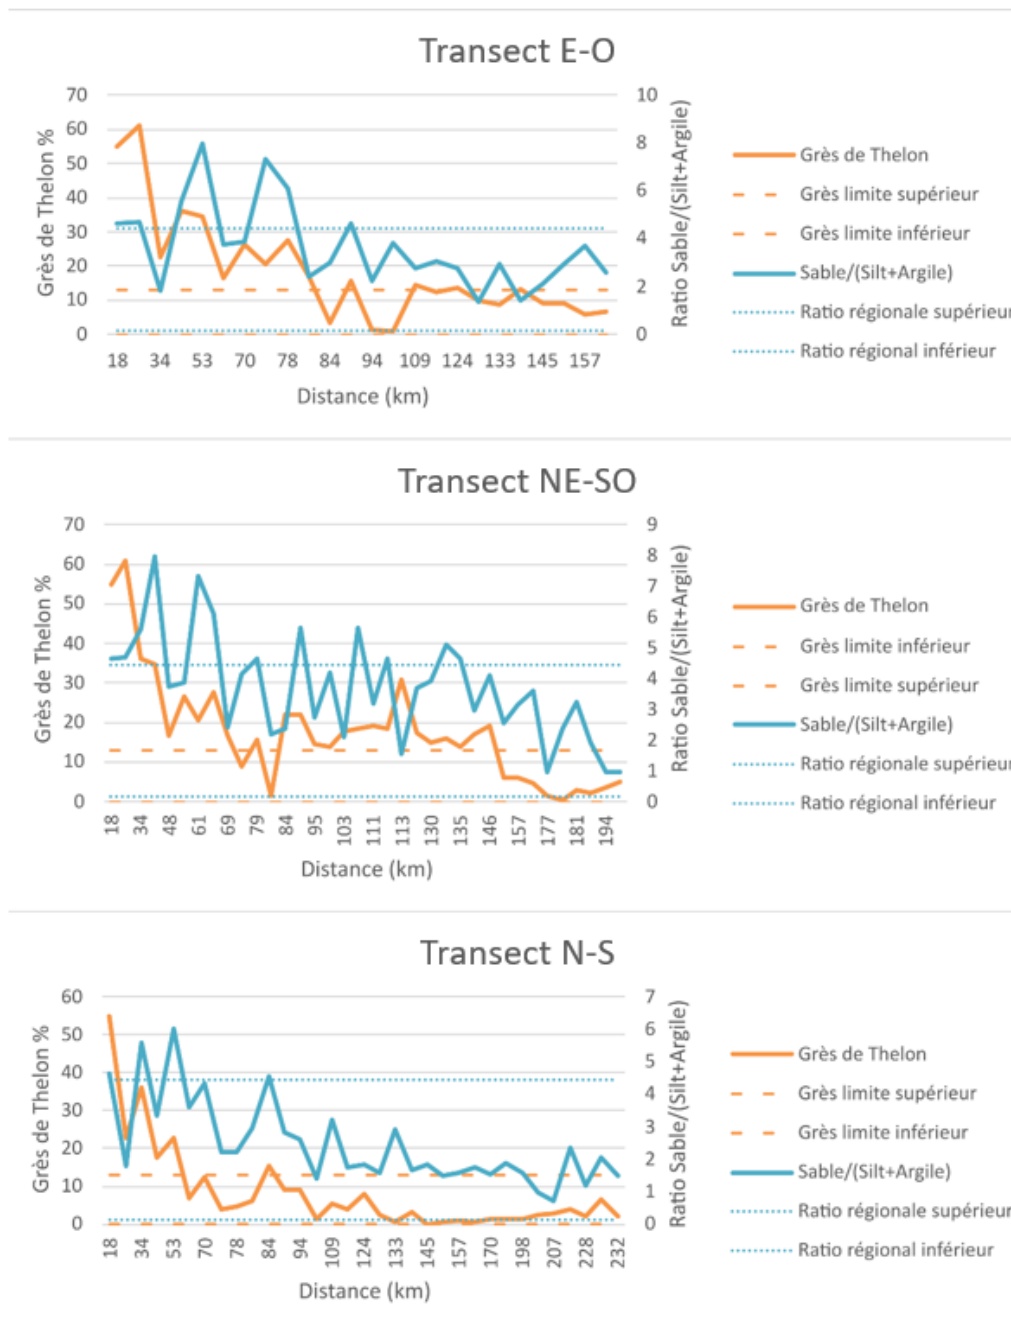 Transect E-O
70
60
50
40
30
20
10
0
Grès de Thelon %
10
8
6
4
2
0
Ratio Sable/(Silt+Argile)
18 34 53 70 78 84 94 109 124 133 145 157
Distance (km)
Grès de Thelon
Grès limite supérieur
Grès limite inférieur
Sable/(Silt+Argile)
Ratio régionale supérieur
Ratio régional inférieur
Transect NE-SO
70
60
50
40
30
20
10
0
Grès de Thelon %
9
8
7
6
5
4
3
2
1
0
Ratio Sable/(Silt+Argile)
18 34 48 61 69 79 84 95 103 111 113 130 135 146 157 177 181 194
Distance (km)
Grès de Thelon
Grès limite inférieur
Grès limite supérieur
Sable/(Silt+Argile)
Ratio régionale supérieur
Ratio régional inférieur
Transect N-S
60
50
40
30
20
10
0
Grès de Thelon %
7
6
5
4
3
2
1
0
Ratio Sable/(Silt+Argile)
18 34 53 70 78 84 94 109 124 133 145 157 170 198 207 228 232
Distance (km)
Grès de Thelon
Grès limite supérieur
Grès limite inférieur
Sable/(Silt+Argile)
Ratio régionale supérieur
Ratio régional inférieur